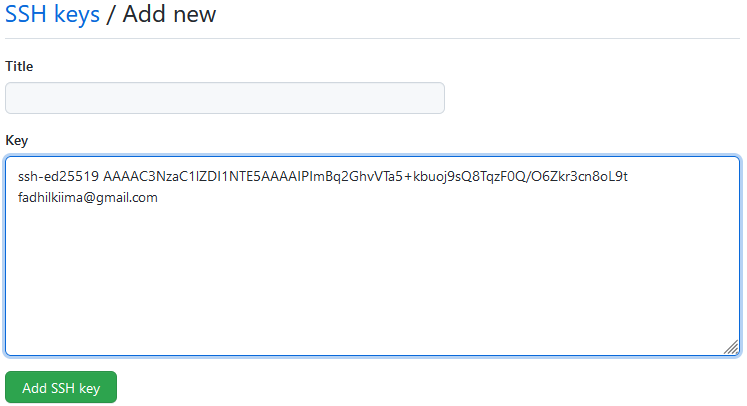 SSH keys / Add new
Title
Key
ssh-ed25519 AAAAC3NzaC1lZDI1NTE5AAAAIPImBq2GhvVTa5+kbuoj9sQ8TqzF0Q/O6Zkr3cn8oL9t
fadhilkiima@gmail.com
Add SSH key